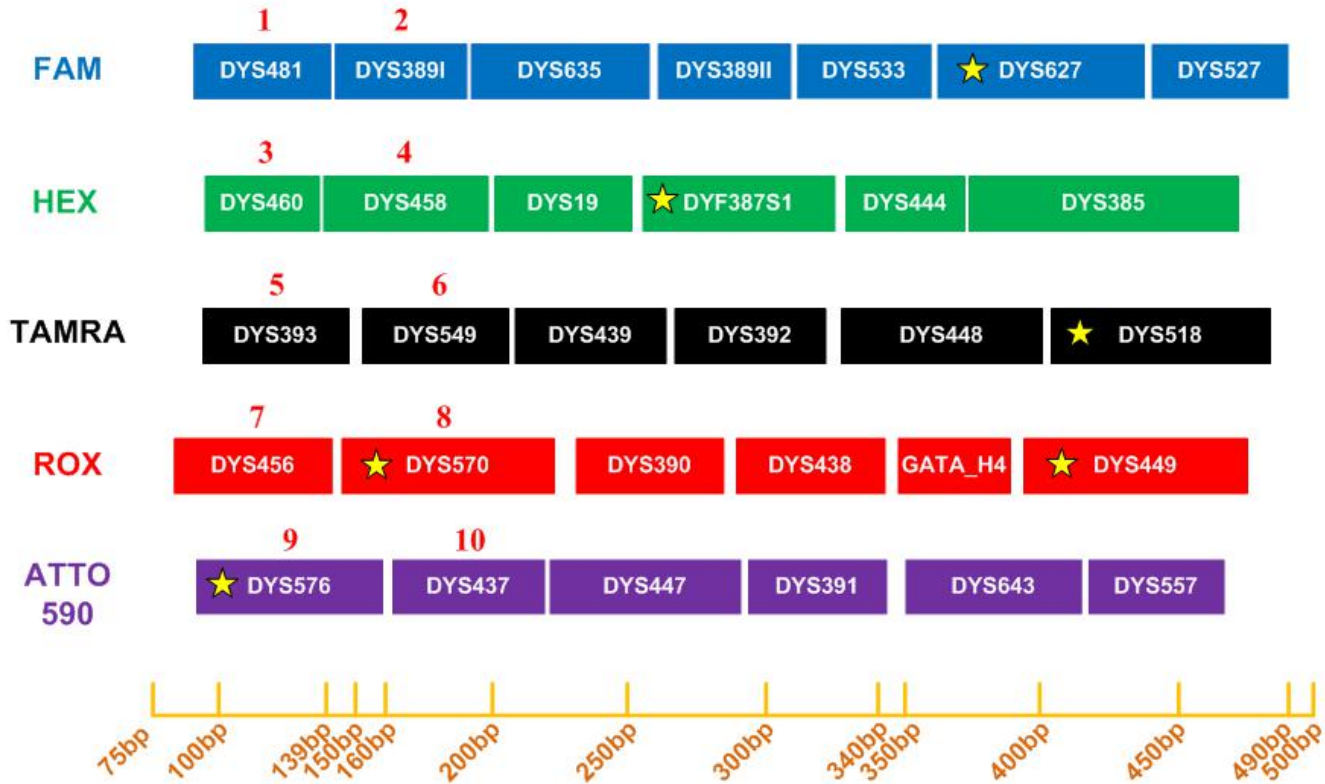 1 2
FAM DYS481 DYS389I DYS635 DYS389II DYS533 DYS627 DYS527
3 4
HEX DYS460 DYS458 DYS19 DYF387S1 DYS444 DYS385
5 6
TAMRA DYS393 DYS549 DYS439 DYS392 DYS448 DYS518
7 8
ROX DYS456 DYS570 DYS390 DYS438 GATA_H4 DYS449
9 10
ATTO 590 DYS576 DYS437 DYS447 DYS391 DYS643 DYS557
75bp 100bp 139bp 150bp 160bp 200bp 250bp 300bp 340bp 350bp 400bp 450bp 490bp 500bp